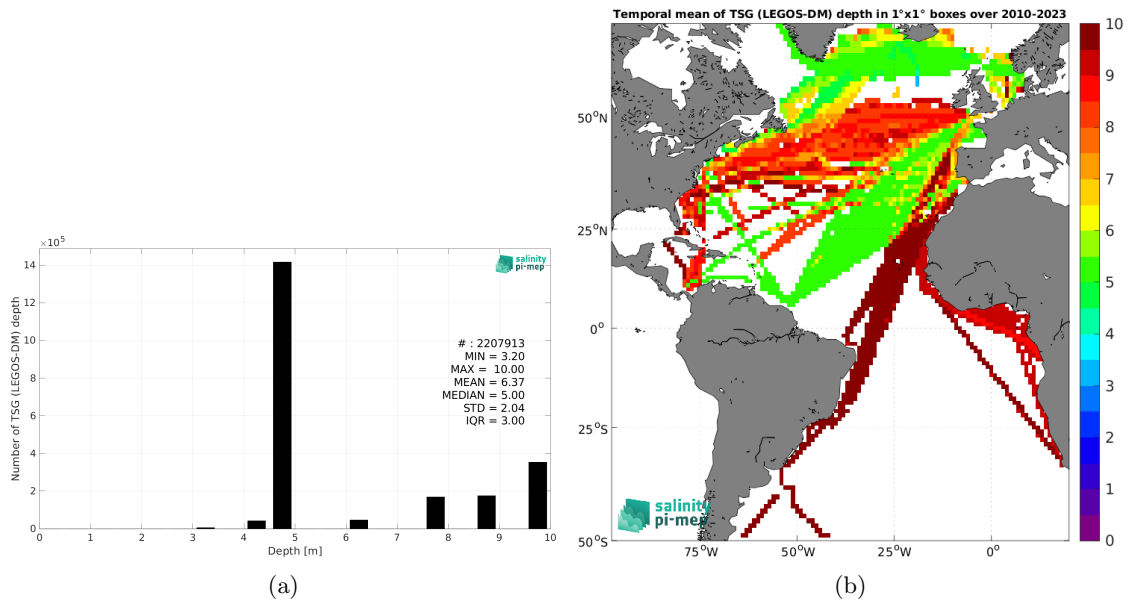 ×10⁵
14
12
10
8
6
4
2
0
Number of TSG (LEGOS-DM) depth
salinity
pi-mep
# : 2207913
MIN = 3.20
MAX = 10.00
MEAN = 6.37
MEDIAN = 5.00
STD = 2.04
IQR = 3.00
0 1 2 3 4 5 6 7 8 9 10
Depth [m]
(a)
Temporal mean of TSG (LEGOS-DM) depth in 1°x1° boxes over 2010-2023
50°N
25°N
0°
25°S
50°S
75°W 50°W 25°W 0°
salinity
pi-mep
10
9
8
7
6
5
4
3
2
1
0
(b)